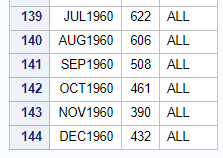 139 JUL1960 622 ALL
140 AUG1960 606 ALL
141 SEP1960 508 ALL
142 OCT1960 461 ALL
143 NOV1960 390 ALL
144 DEC1960 432 ALL